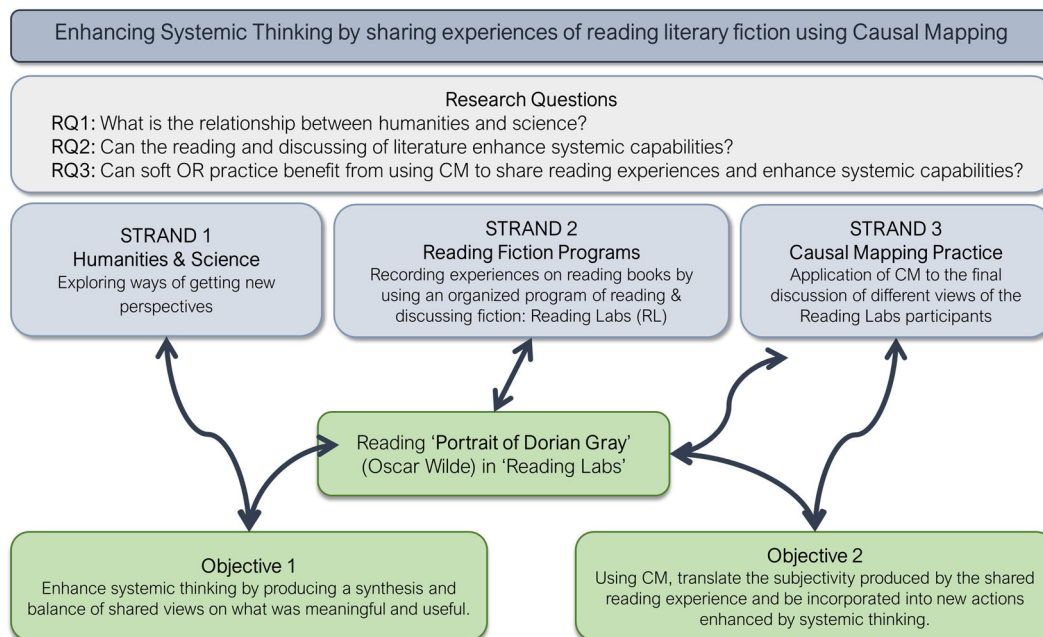 Enhancing Systemic Thinking by sharing experiences of reading literary fiction using Causal Mapping
Research Questions
RQ1: What is the relationship between humanities and science?
RQ2: Can the reading and discussing of literature enhance systemic capabilities?
RQ3: Can soft OR practice benefit from using CM to share reading experiences and enhance systemic capabilities?
STRAND 1
Humanities & Science
Exploring ways of getting new
perspectives
STRAND 2
Reading Fiction Programs
Recording experiences on reading books by
using an organized program of reading &
discussing fiction: Reading Labs (RL)
STRAND 3
Causal Mapping Practice
Application of CM to the final
discussion of different views of the
Reading Labs participants
Reading ‘Portrait of Dorian Gray’
(Oscar Wilde) in ‘Reading Labs’
Objective 1
Enhance systemic thinking by producing a synthesis and
balance of shared views on what was meaningful and useful.
Objective 2
Using CM, translate the subjectivity produced by the shared
reading experience and be incorporated into new actions
enhanced by systemic thinking.